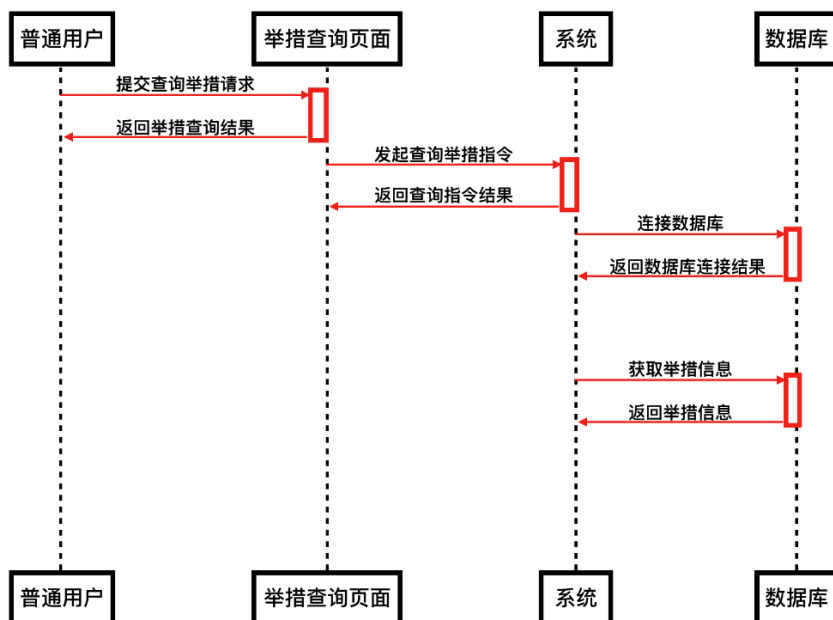 普通用户
举措查询页面
系统
数据库
提交查询举措请求
返回举措查询结果
发起查询举措指令
返回查询指令结果
连接数据库
返回数据库连接结果
获取举措信息
返回举措信息
普通用户
举措查询页面
系统
数据库